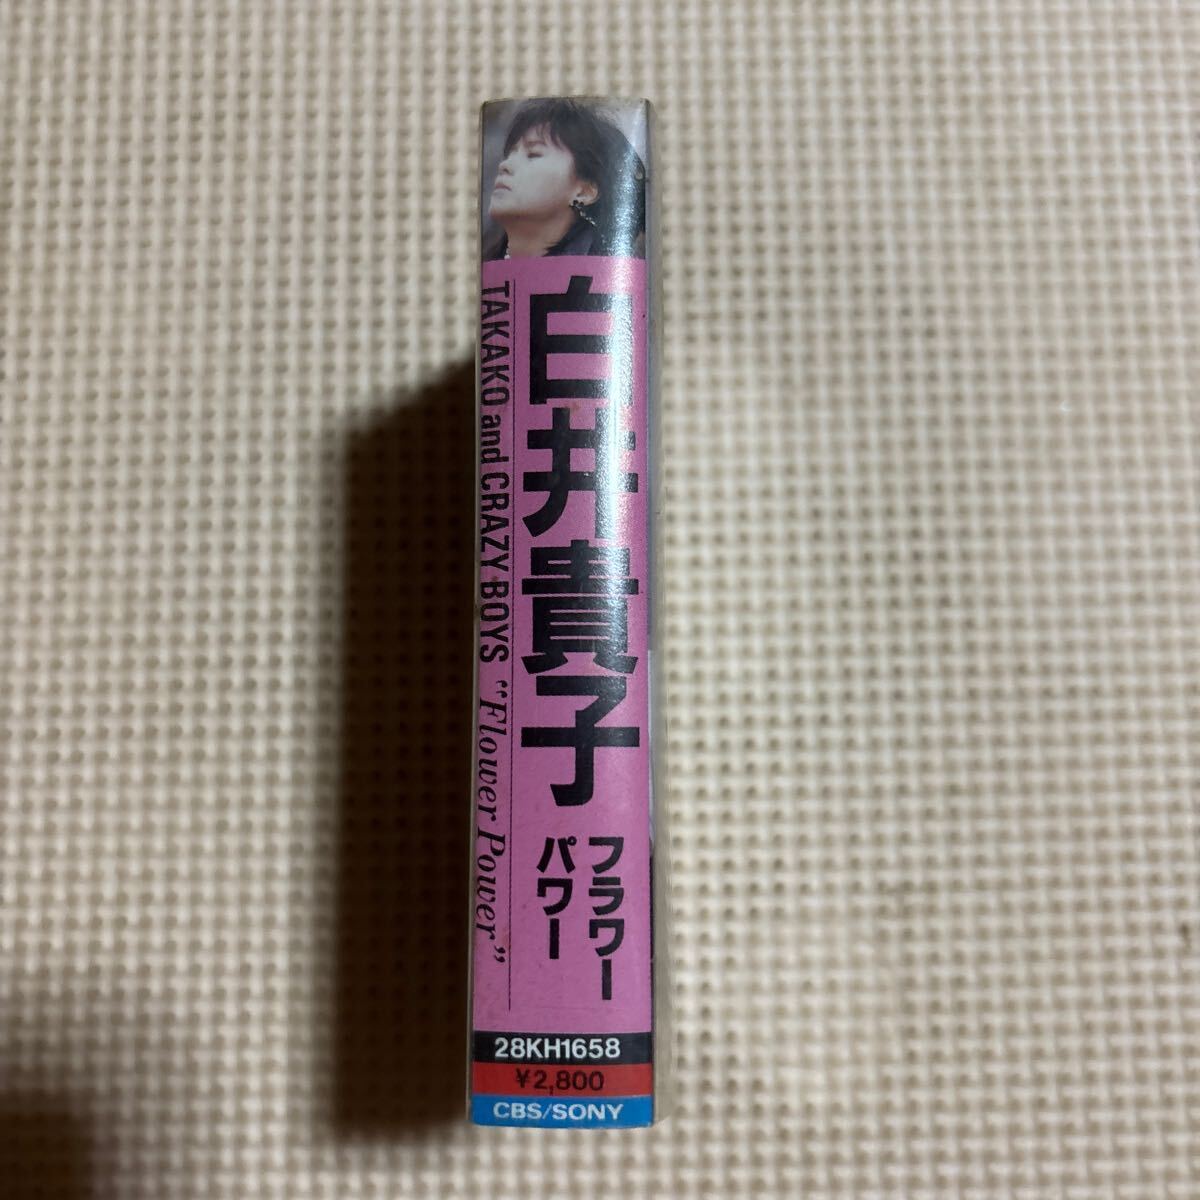 白井貴子
フラワー
パワー
TAKAKO and CRAZY BOYS “Flower Power”
28KH1658
¥2,800
CBS/SONY